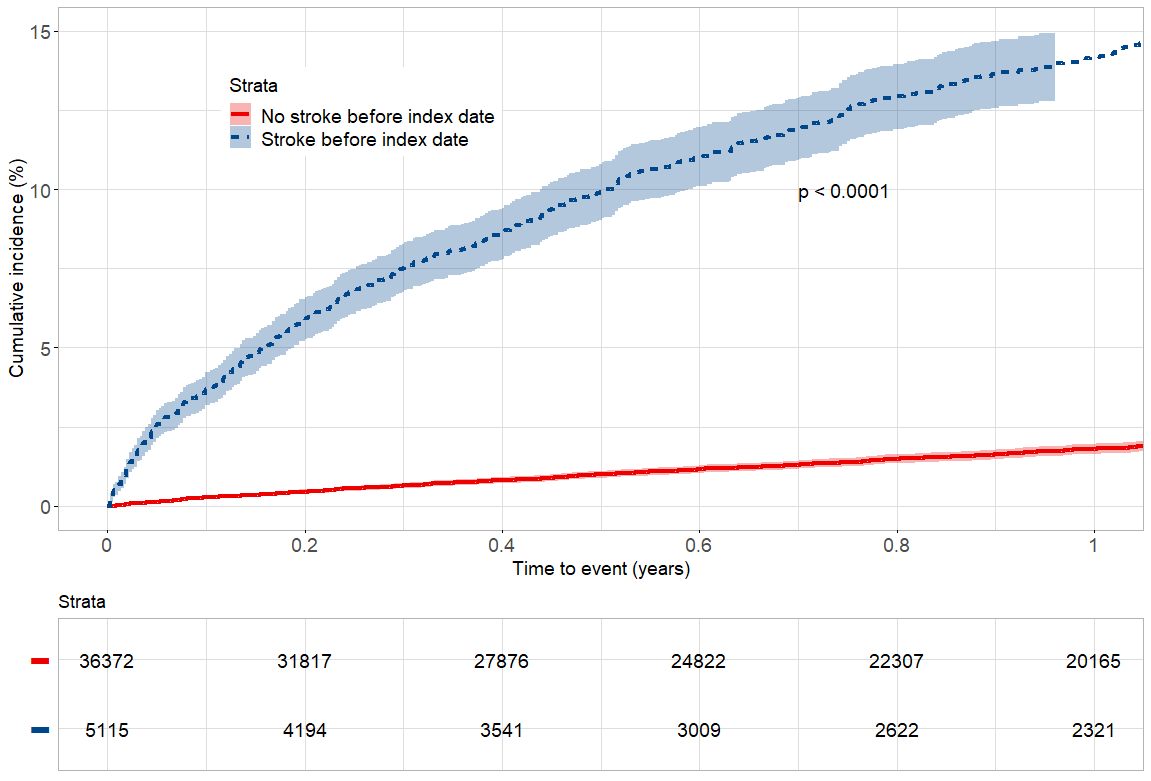 Cumulative incidence (%)
15
10
5
0
Strata
No stroke before index date
Stroke before index date
p < 0.0001
0 0.2 0.4 0.6 0.8 1
Time to event (years)
Strata
36372 31817 27876 24822 22307 20165
5115 4194 3541 3009 2622 2321